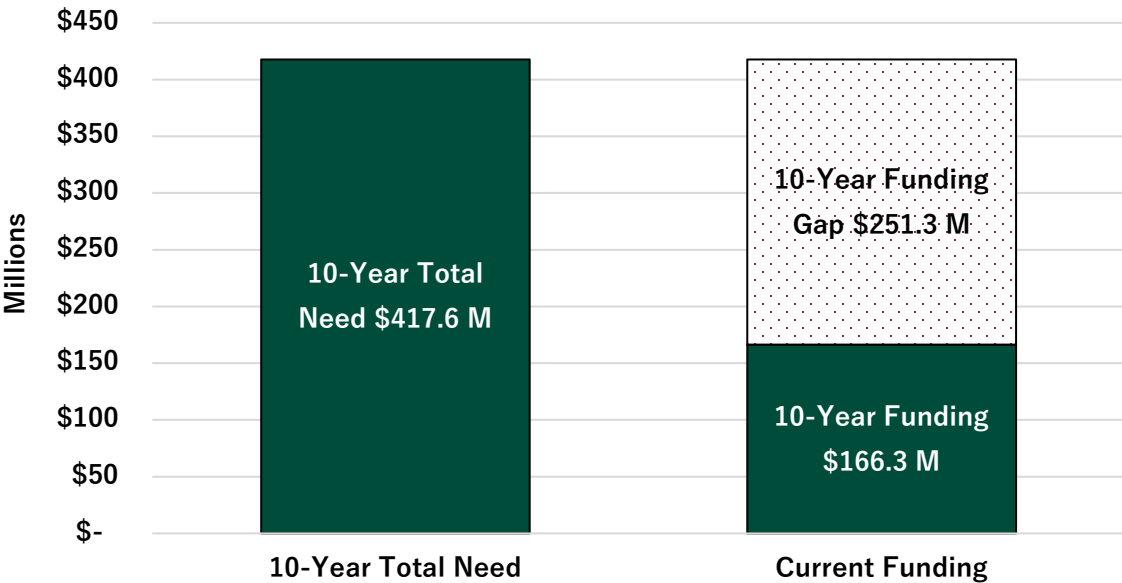 $450
$400
$350
$300
$250
$200
$150
$100
$50
$-
Millions
10-Year Total
Need $417.6 M
10-Year Funding
Gap $251.3 M
10-Year Funding
$166.3 M
10-Year Total Need
Current Funding